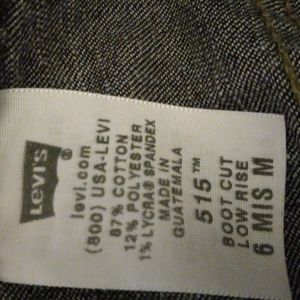 LEVI'S ®
levi.com
(800) USA-LEVI
87% COTTON
12% POLYESTER
1% LYCRA® SPANDEX
MADE IN
GUATEMALA
515™
BOOT CUT
LOW RISE
6 MIS M